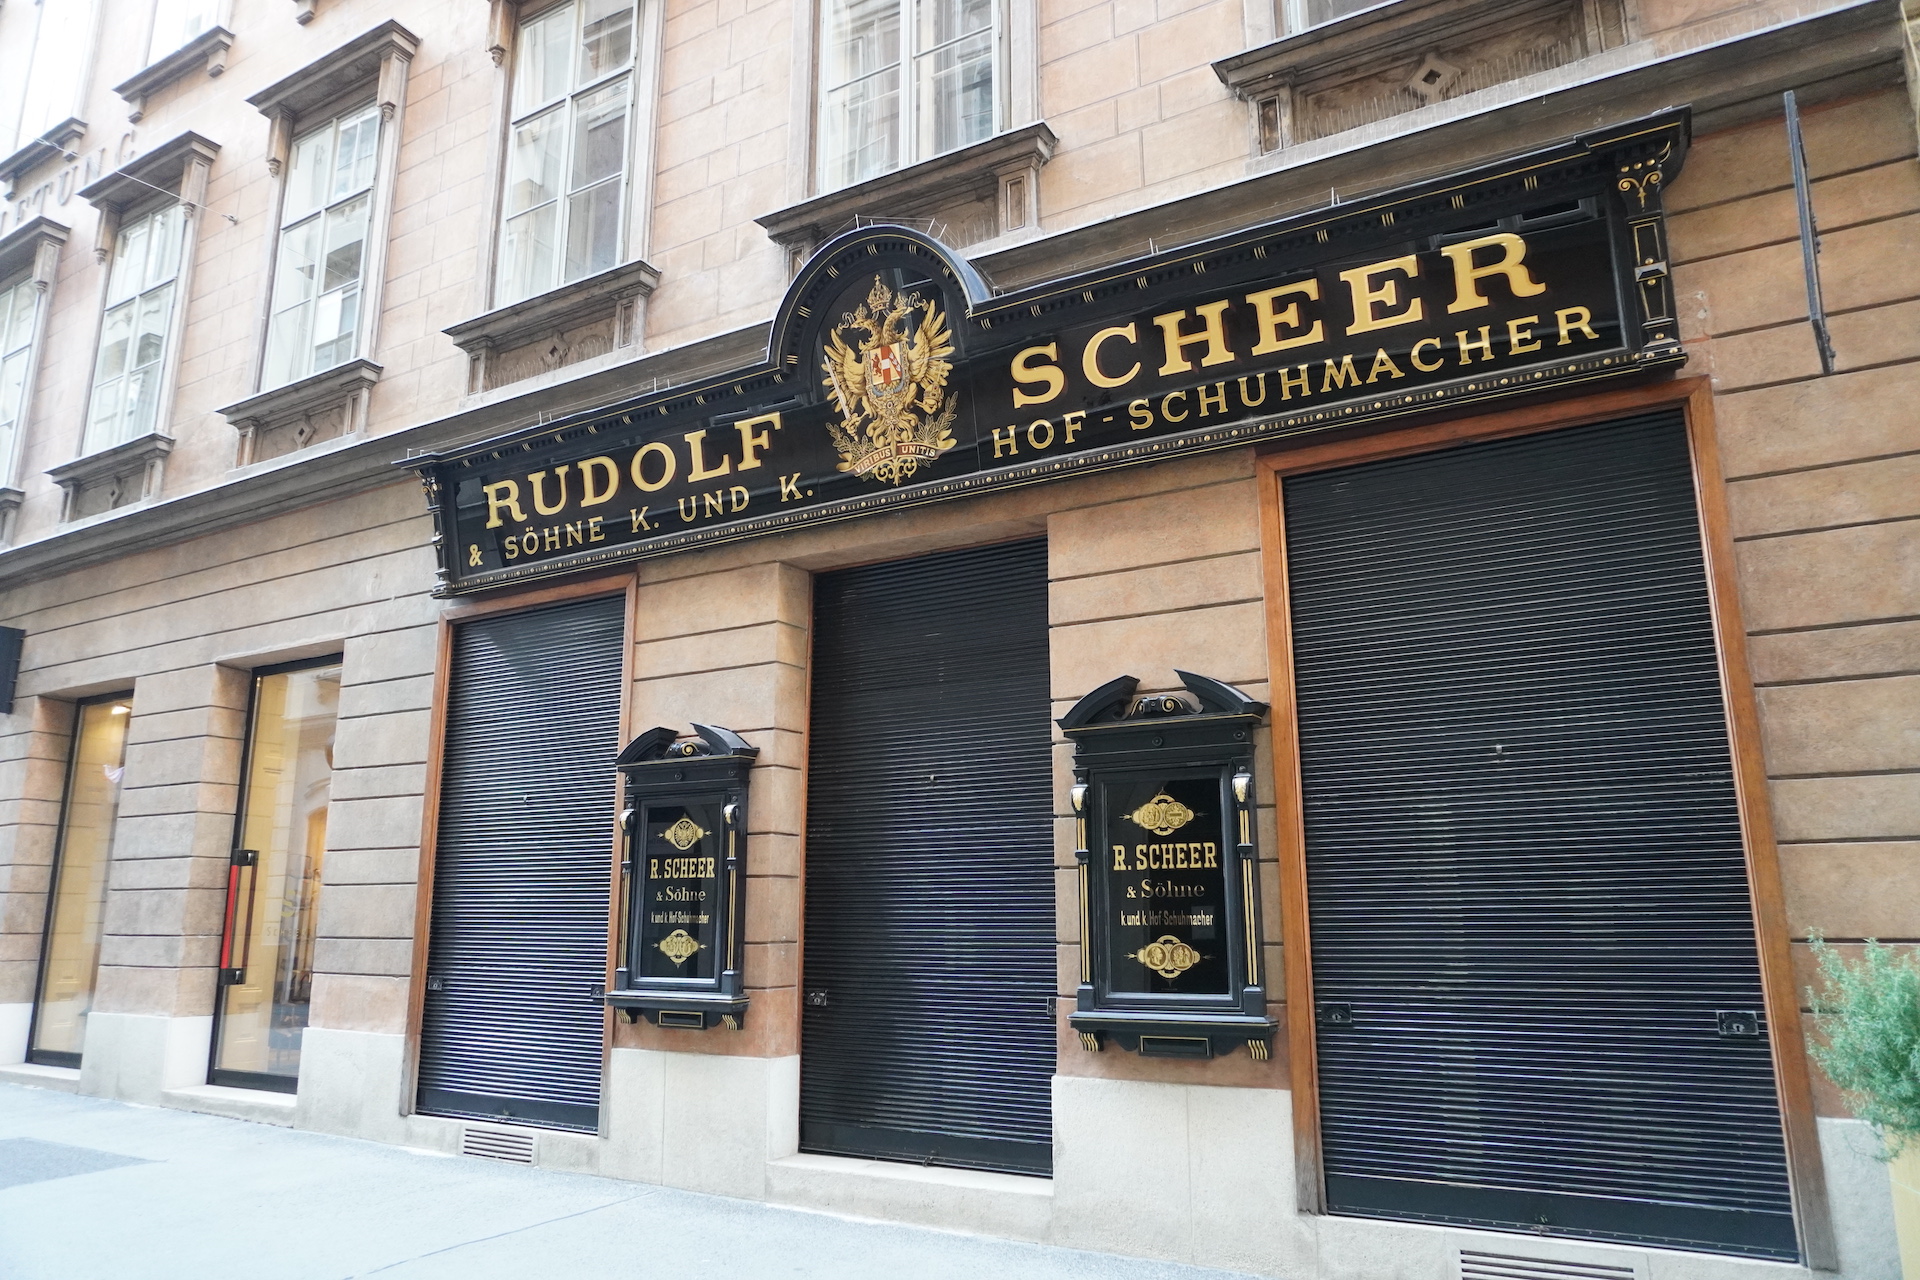 RUDOLF SCHEER
& SÖHNE K. UND K. HOF-SCHUHMACHER
VIRIBUS UNITIS
R. SCHEER
& Söhne
k. und k. Hof-Schuhmacher
R. SCHEER
& Söhne
k. und k. Hof-Schuhmacher